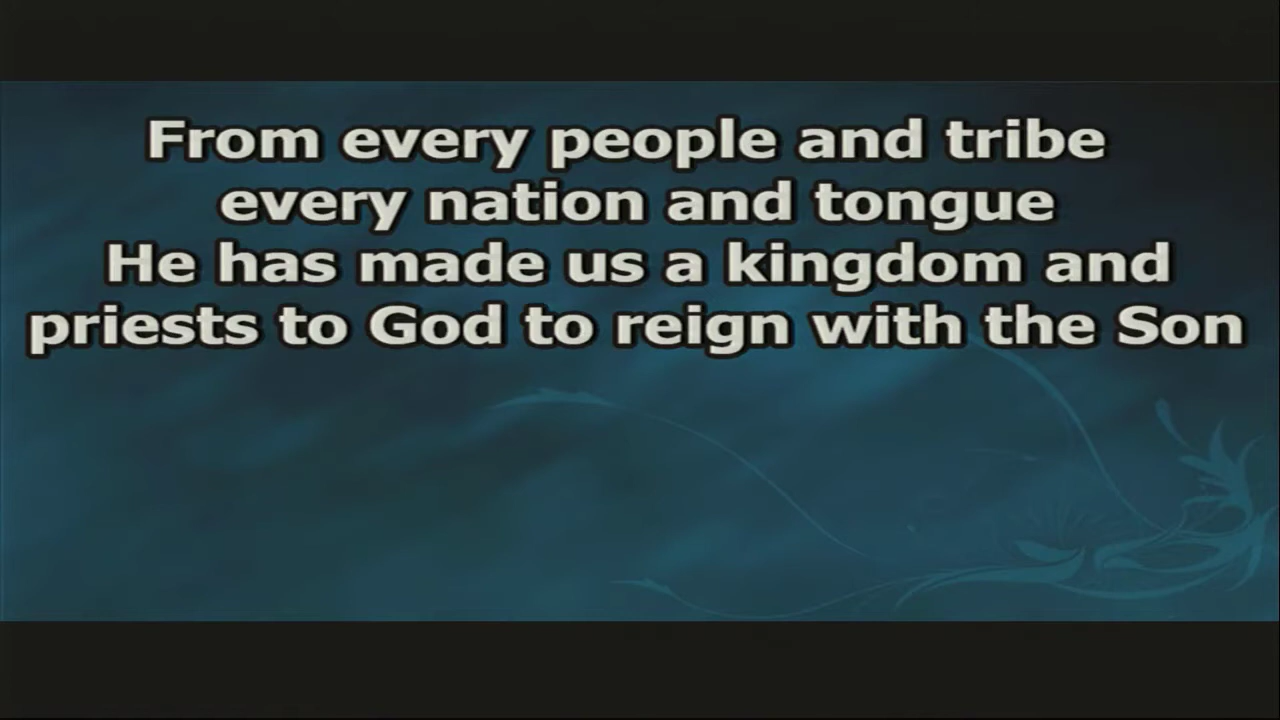 From every people and tribe
every nation and tongue
He has made us a kingdom and
priests to God to reign with the Son